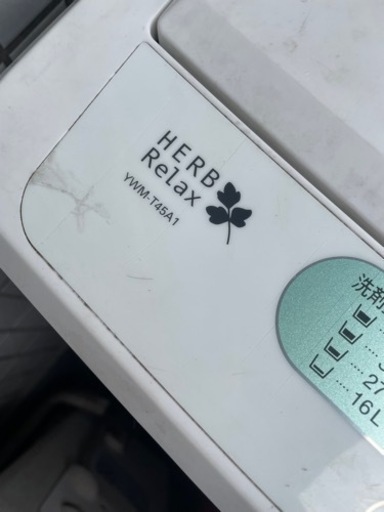 HERB
Relax
YWM-T45A1
洗剤
27
16L